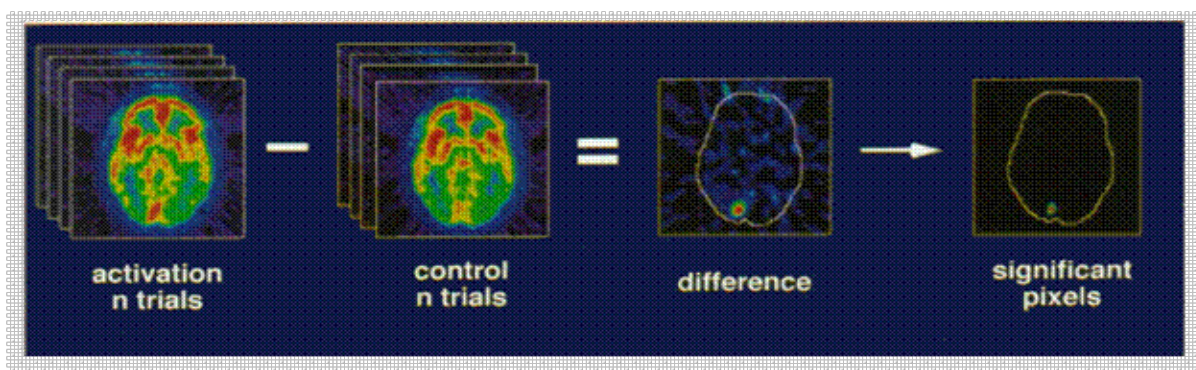 activation
n trials
control
n trials
difference
significant
pixels